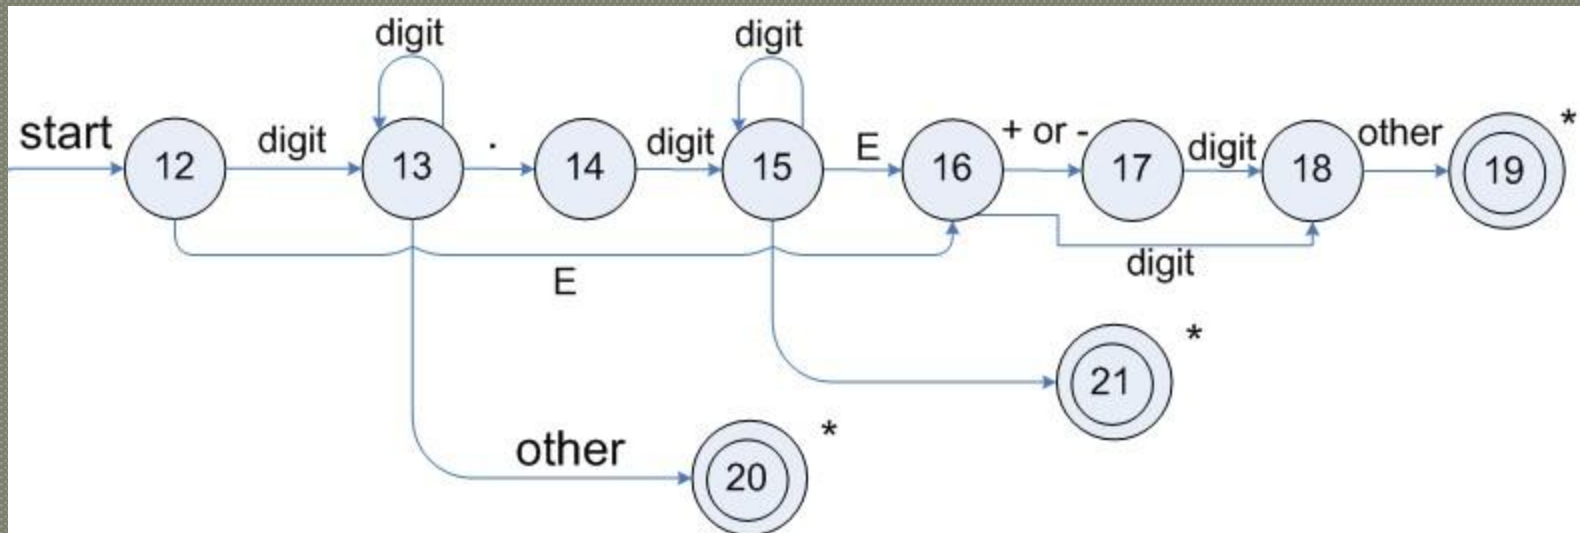 digit
digit
start
digit
.
digit
E
+ or -
digit
other
*
12
13
14
15
16
17
18
19
E
digit
*
21
other
*
20